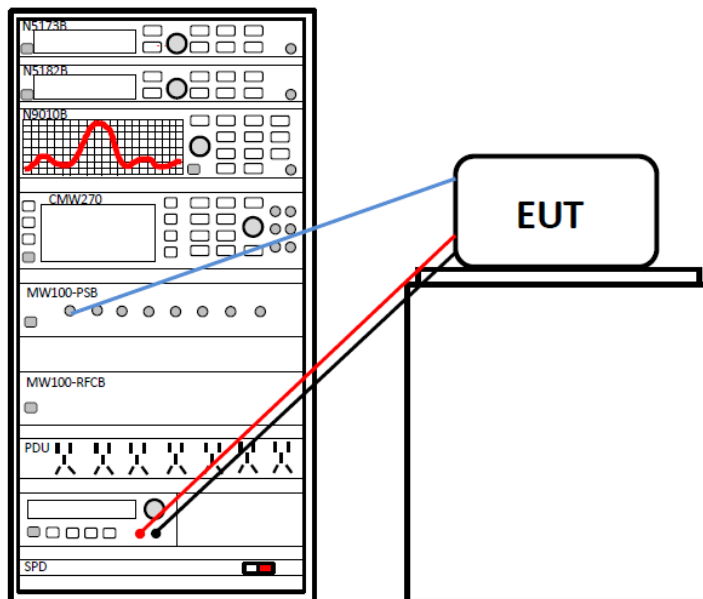 N5173B
N5182B
N9010B
CMW270
EUT
MW100-PSB
MW100-RFCB
PDU
SPD